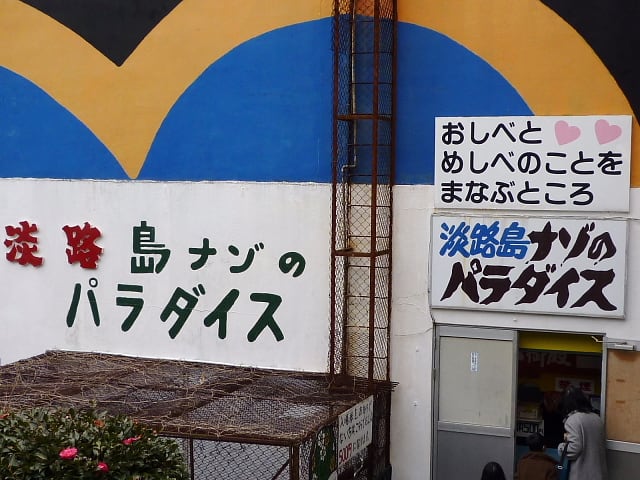 淡路島ナゾの
パラダイス
おしべと
めしべのことを
まなぶところ
淡路島ナゾの
パラダイス